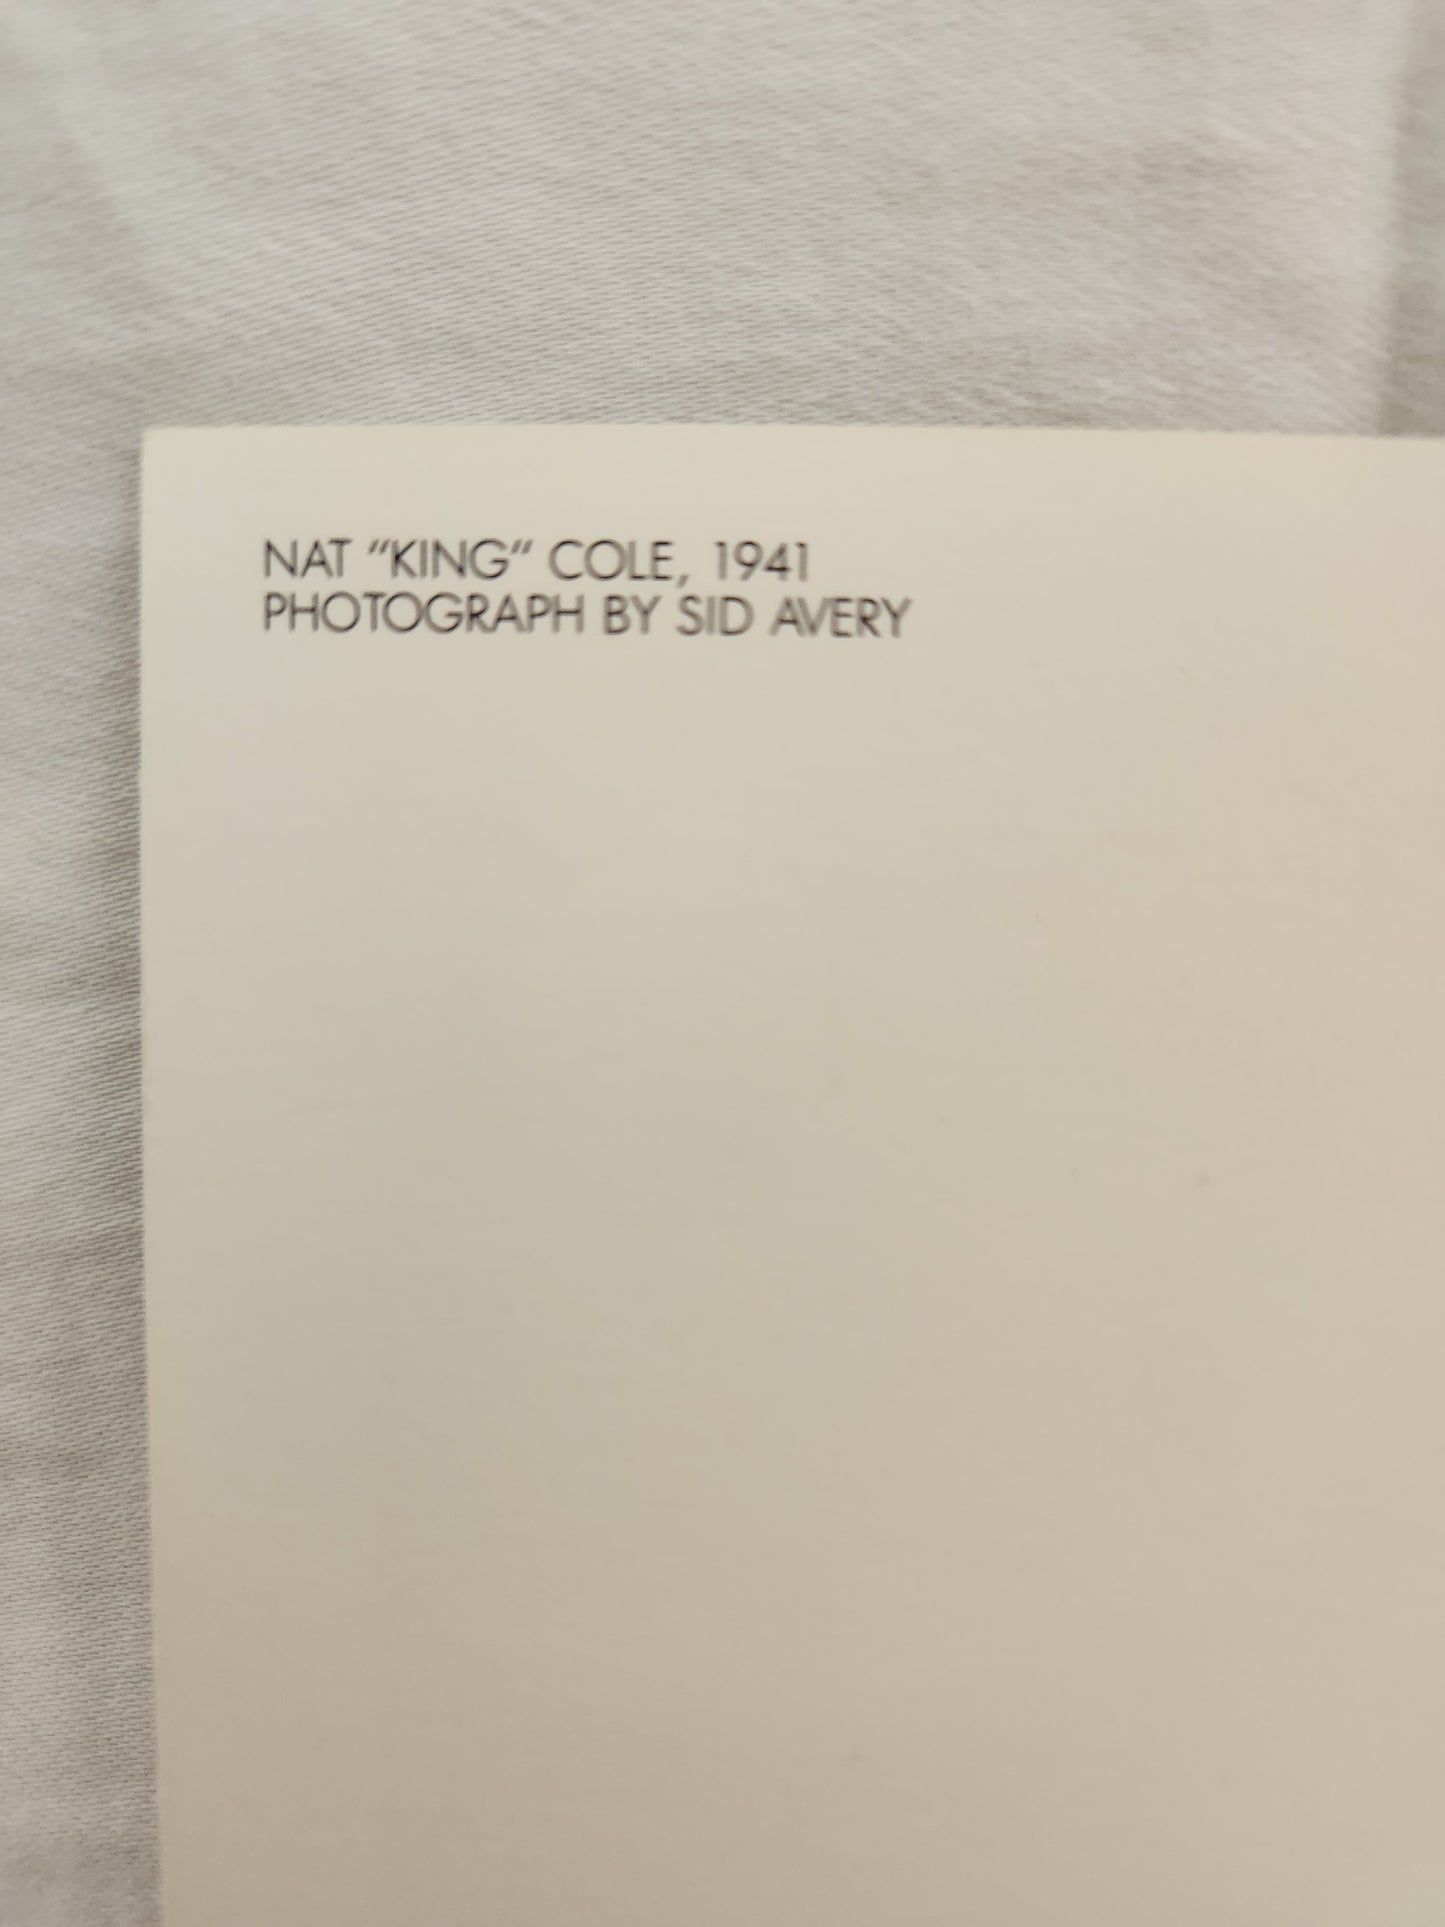 NAT "KING" COLE, 1941
PHOTOGRAPH BY SID AVERY